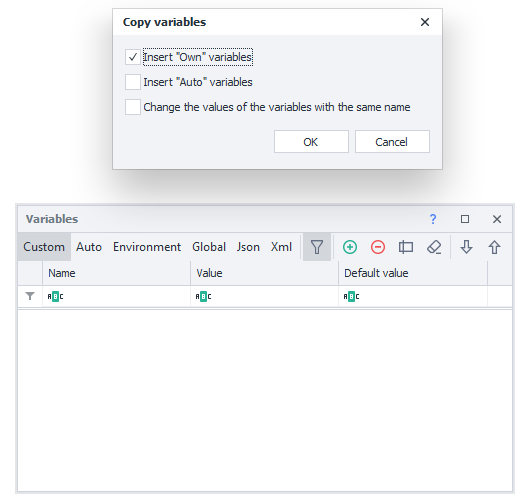 Copy variables
Insert "Own" variables
Insert "Auto" variables
Change the values of the variables with the same name
OK Cancel
Variables ?
Custom Auto Environment Global Json Xml
Name Value Default value
ABC ABC ABC